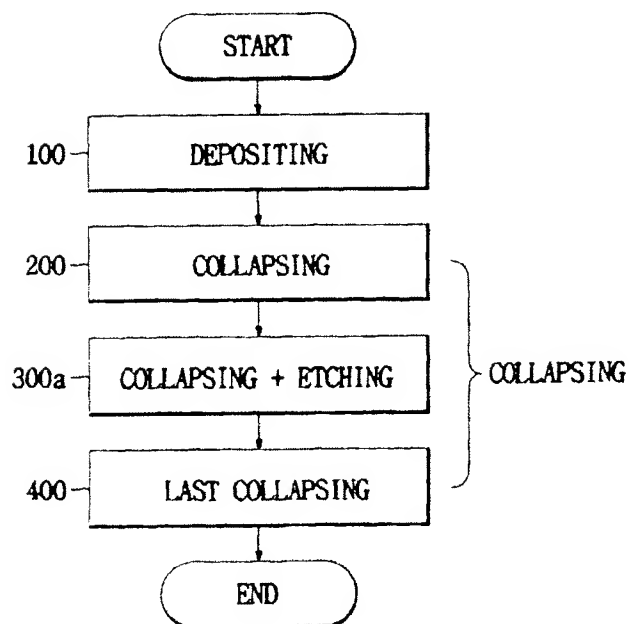 START
100 DEPOSITING
200 COLLAPSING
300a COLLAPSING + ETCHING
COLLAPSING
400 LAST COLLAPSING
END